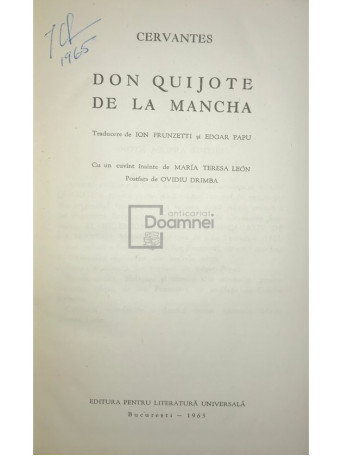 1965
CERVANTES
DON QUIJOTE
DE LA MANCHA
Traducere de ION FRUNZETTI și EDGAR PAPU
Cu un cuvînt înainte de MARÍA TERESA LEÓN
Postfață de OVIDIU DRIMBA
anticariat
Doamnei
EDITURA PENTRU LITERATURĂ UNIVERSALĂ
București — 1965